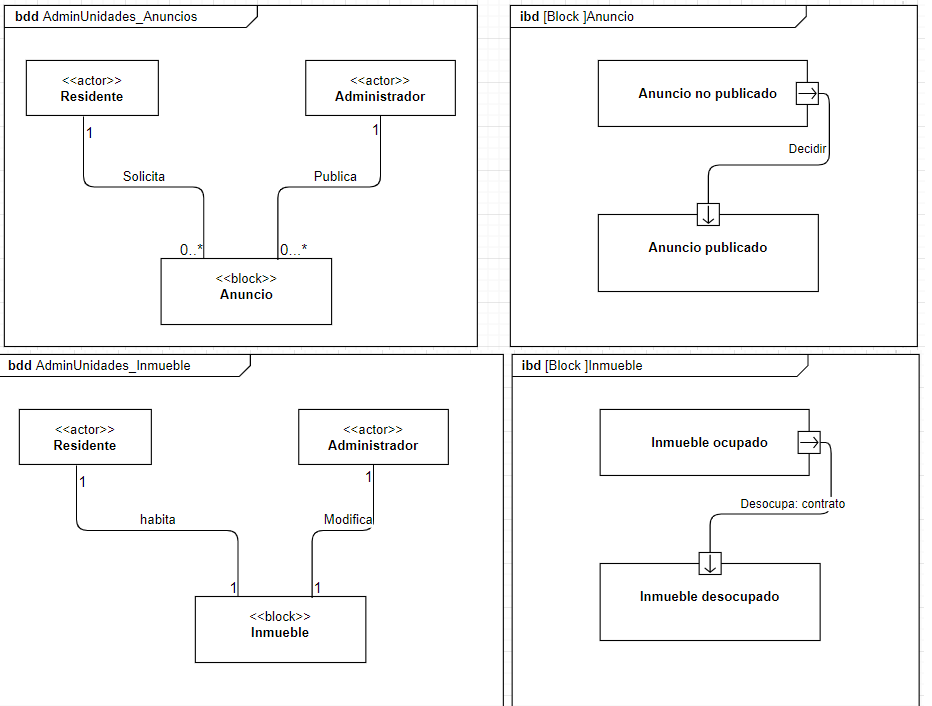 bdd AdminUnidades_Anuncios
<<actor>>
Residente
<<actor>>
Administrador
1
1
Solicita
Publica
0..*
0...*
<<block>>
Anuncio
ibd [Block ]Anuncio
Anuncio no publicado
Decidir
Anuncio publicado
bdd AdminUnidades_Inmueble
<<actor>>
Residente
<<actor>>
Administrador
1
1
habita
Modifica
1
1
<<block>>
Inmueble
ibd [Block ]Inmueble
Inmueble ocupado
Desocupa: contrato
Inmueble desocupado